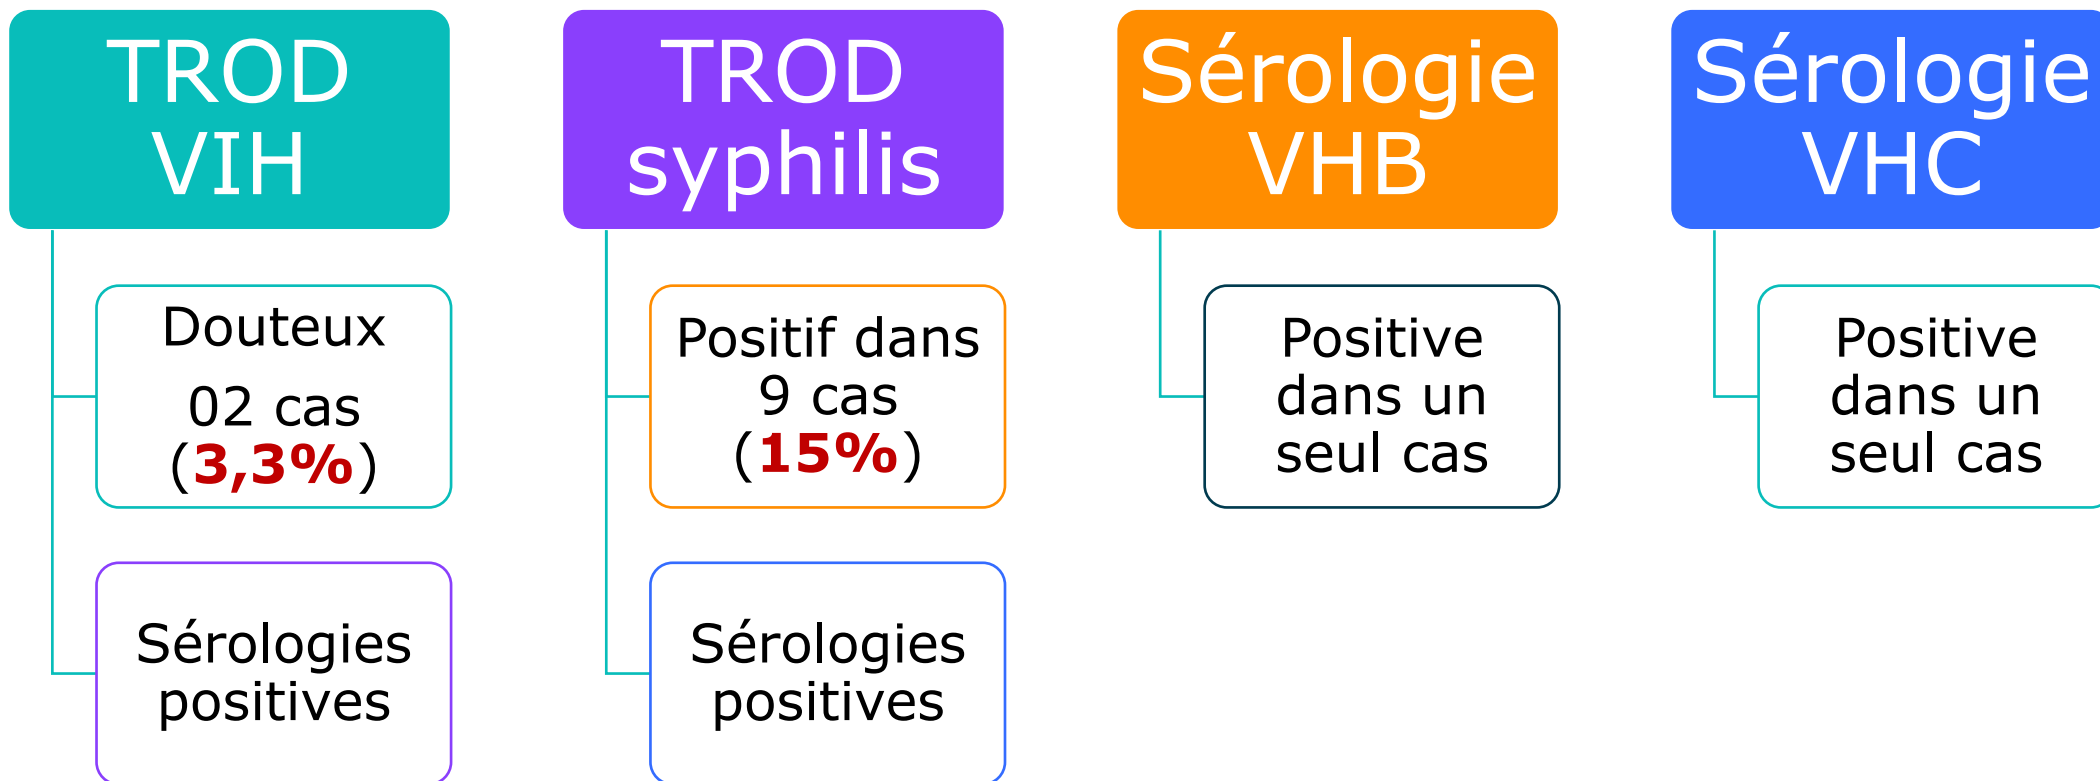 TROD
VIH
Douteux
02 cas
(3,3%)
Sérologies
positives
TROD
syphilis
Positif dans
9 cas
(15%)
Sérologies
positives
Sérologie
VHB
Positive
dans un
seul cas
Sérologie
VHC
Positive
dans un
seul cas